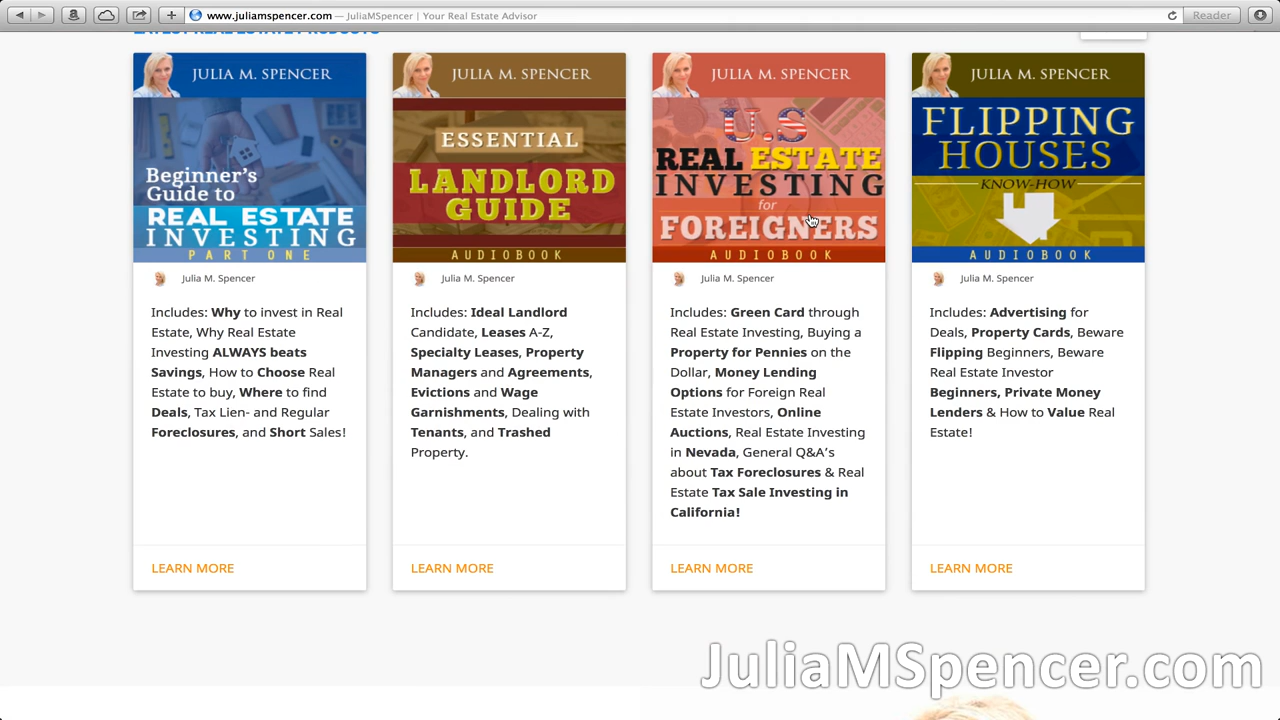 www.juliamspencer.com — JuliaMSpencer | Your Real Estate Advisor
Reader
LATEST REAL ESTATE PRODUCTS
JULIA M. SPENCER
Beginner's
Guide to
REAL ESTATE
INVESTING
PART ONE
Julia M. Spencer
Includes: Why to invest in Real
Estate, Why Real Estate
Investing ALWAYS beats
Savings, How to Choose Real
Estate to buy, Where to find
Deals, Tax Lien- and Regular
Foreclosures, and Short Sales!
LEARN MORE
JULIA M. SPENCER
ESSENTIAL
LANDLORD
GUIDE
AUDIOBOOK
Julia M. Spencer
Includes: Ideal Landlord
Candidate, Leases A-Z,
Specialty Leases, Property
Managers and Agreements,
Evictions and Wage
Garnishments, Dealing with
Tenants, and Trashed
Property.
LEARN MORE
JULIA M. SPENCER
U.S
REAL ESTATE
INVESTING
for
FOREIGNERS
AUDIOBOOK
Julia M. Spencer
Includes: Green Card through
Real Estate Investing, Buying a
Property for Pennies on the
Dollar, Money Lending
Options for Foreign Real
Estate Investors, Online
Auctions, Real Estate Investing
in Nevada, General Q&A's
about Tax Foreclosures & Real
Estate Tax Sale Investing in
California!
LEARN MORE
JULIA M. SPENCER
FLIPPING
HOUSES
KNOW-HOW
AUDIOBOOK
Julia M. Spencer
Includes: Advertising for
Deals, Property Cards, Beware
Flipping Beginners, Beware
Real Estate Investor
Beginners, Private Money
Lenders & How to Value Real
Estate!
LEARN MORE
JuliaMSpencer.com